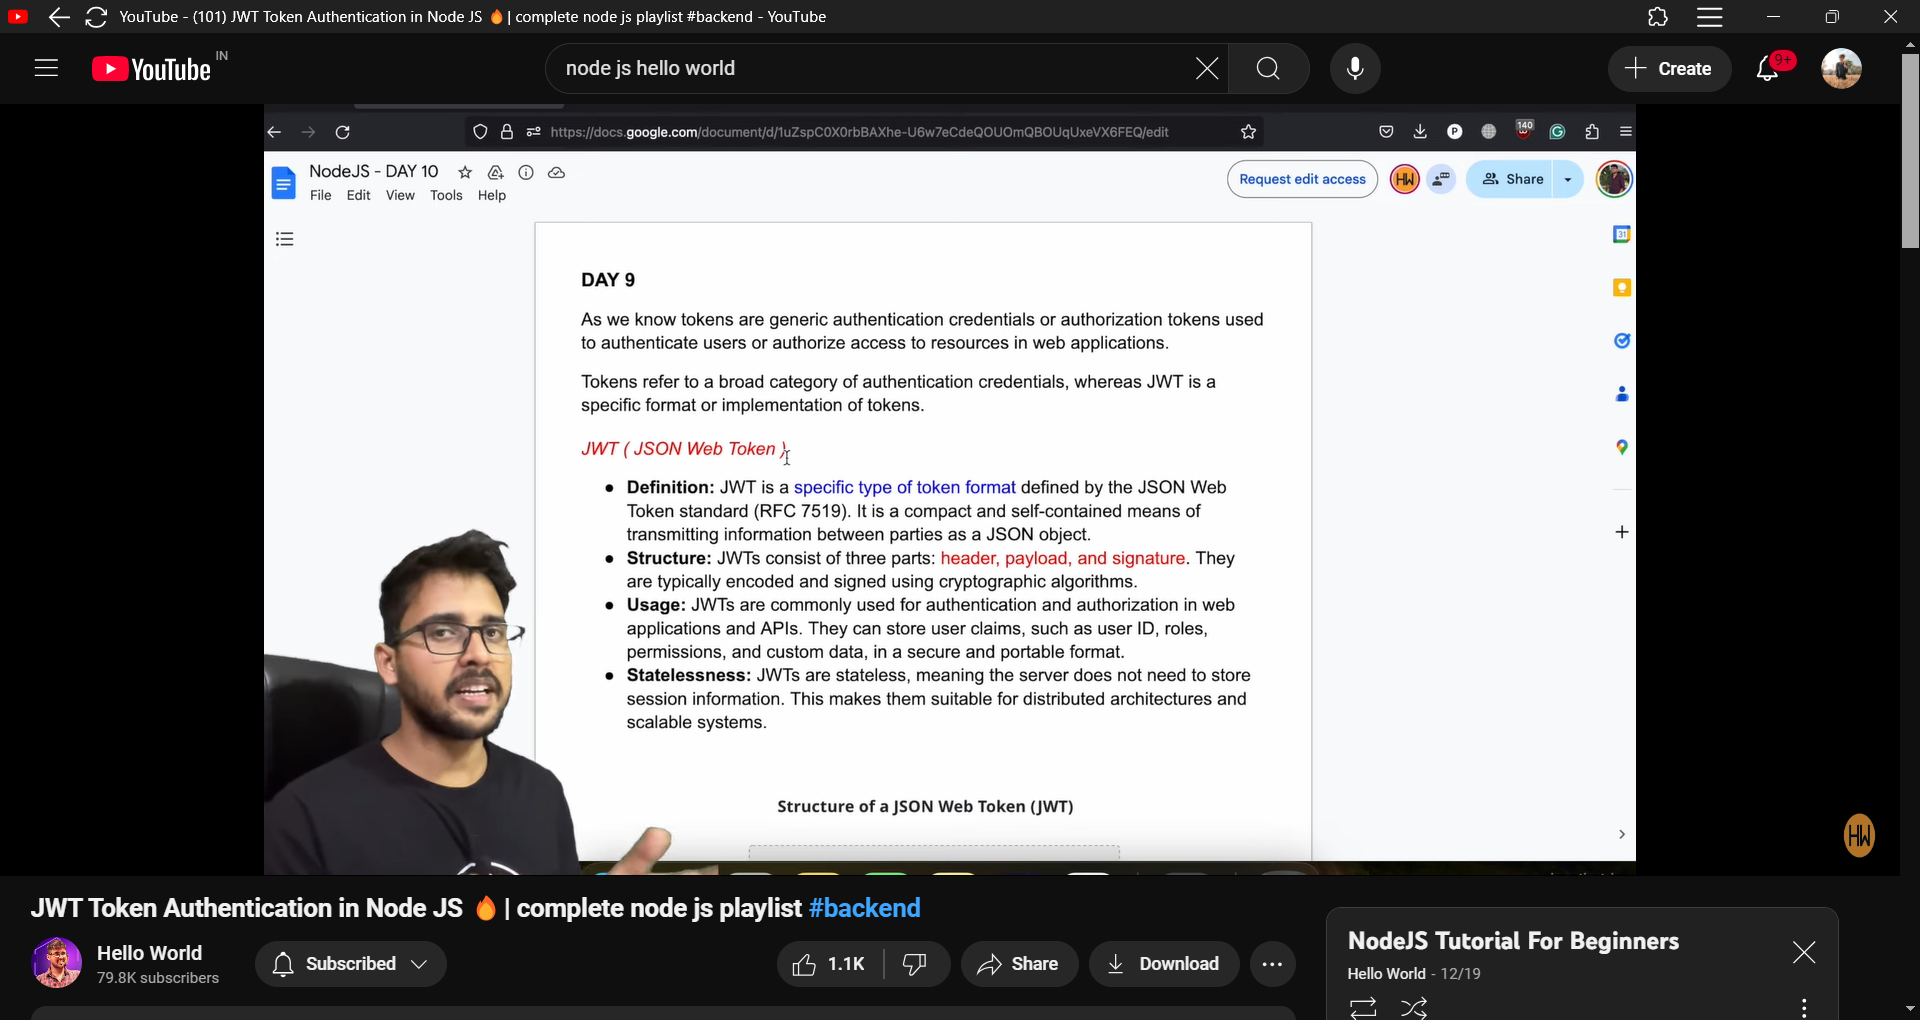 YouTube - (101) JWT Token Authentication in Node JS 🔥 | complete node js playlist #backend - YouTube
YouTube IN
node js hello world
Create
9+
https://docs.google.com/document/d/1uZspC0X0rbBAXhe-U6w7eCdeQOUOmQBOUqUxeVX6FEQ/edit
140
NodeJS - DAY 10
File Edit View Tools Help
Request edit access
HW
Share
31
DAY 9
As we know tokens are generic authentication credentials or authorization tokens used
to authenticate users or authorize access to resources in web applications.
Tokens refer to a broad category of authentication credentials, whereas JWT is a
specific format or implementation of tokens.
JWT ( JSON Web Token )
● Definition: JWT is a specific type of token format defined by the JSON Web
Token standard (RFC 7519). It is a compact and self-contained means of
transmitting information between parties as a JSON object.
● Structure: JWTs consist of three parts: header, payload, and signature. They
are typically encoded and signed using cryptographic algorithms.
● Usage: JWTs are commonly used for authentication and authorization in web
applications and APIs. They can store user claims, such as user ID, roles,
permissions, and custom data, in a secure and portable format.
● Statelessness: JWTs are stateless, meaning the server does not need to store
session information. This makes them suitable for distributed architectures and
scalable systems.
Structure of a JSON Web Token (JWT)
HW
JWT Token Authentication in Node JS 🔥 | complete node js playlist #backend
Hello World
79.8K subscribers
Subscribed
1.1K
Share
Download
NodeJS Tutorial For Beginners
Hello World - 12/19